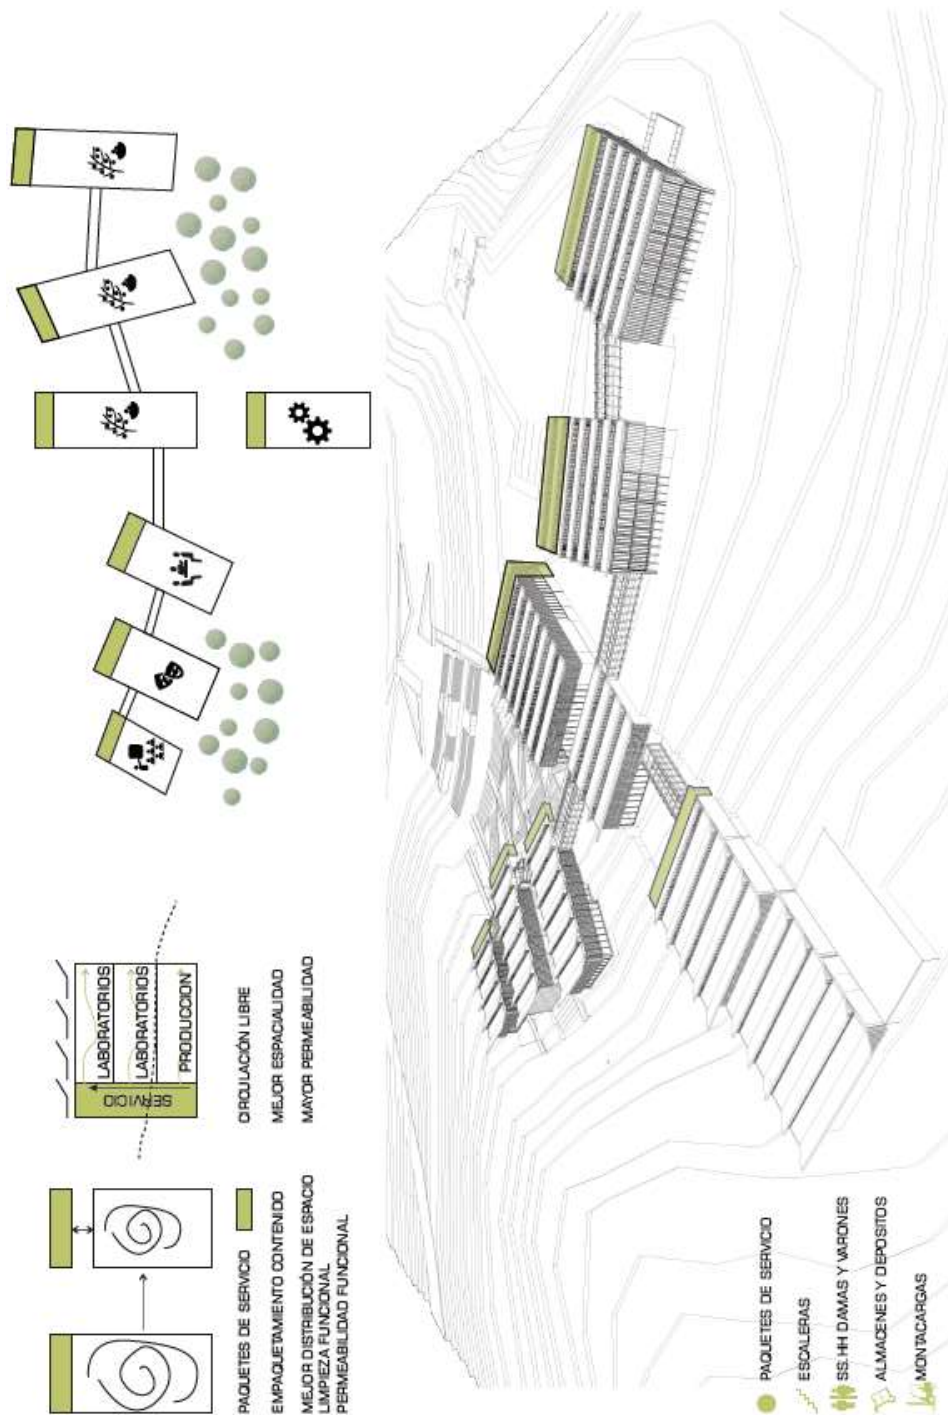 PAQUETES DE SERVICIO
EMPAQUETAMIENTO CONTENIDO
MEJOR DISTRIBUCIÓN DE ESPACIO
LIMPIEZA FUNCIONAL
PERMEABILIDAD FUNCIONAL
SERVICIO
LABORATORIOS
LABORATORIOS
PRODUCCION
CIRCULACIÓN LIBRE
MEJOR ESPACIALIDAD
MAYOR PERMEABILIDAD
PAQUETES DE SERVICIO
ESCALERAS
SS.HH DAMAS Y VARONES
ALMACENES Y DEPOSITOS
MONTACARGAS